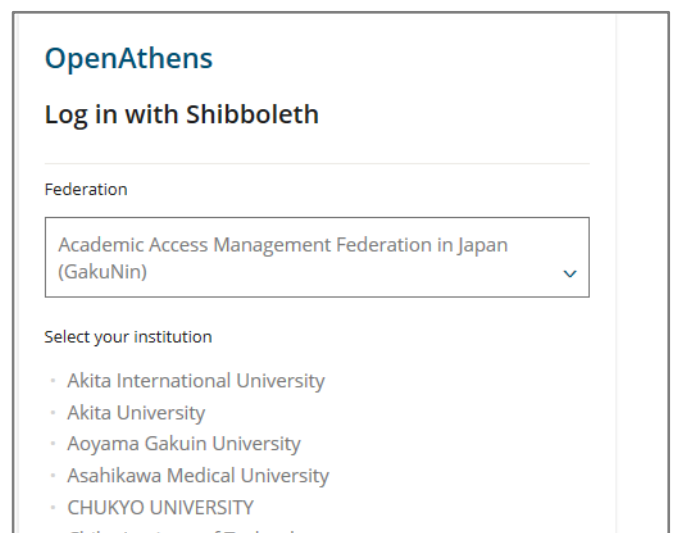 OpenAthens
Log in with Shibboleth
Federation
Academic Access Management Federation in Japan
(GakuNin)
Select your institution
Akita International University
Akita University
Aoyama Gakuin University
Asahikawa Medical University
CHUKYO UNIVERSITY